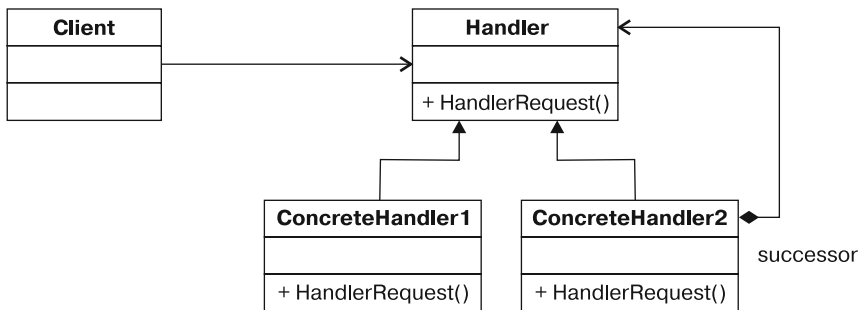 Client
Handler
+ HandlerRequest()
ConcreteHandler1
ConcreteHandler2
successor
+ HandlerRequest()
+ HandlerRequest()